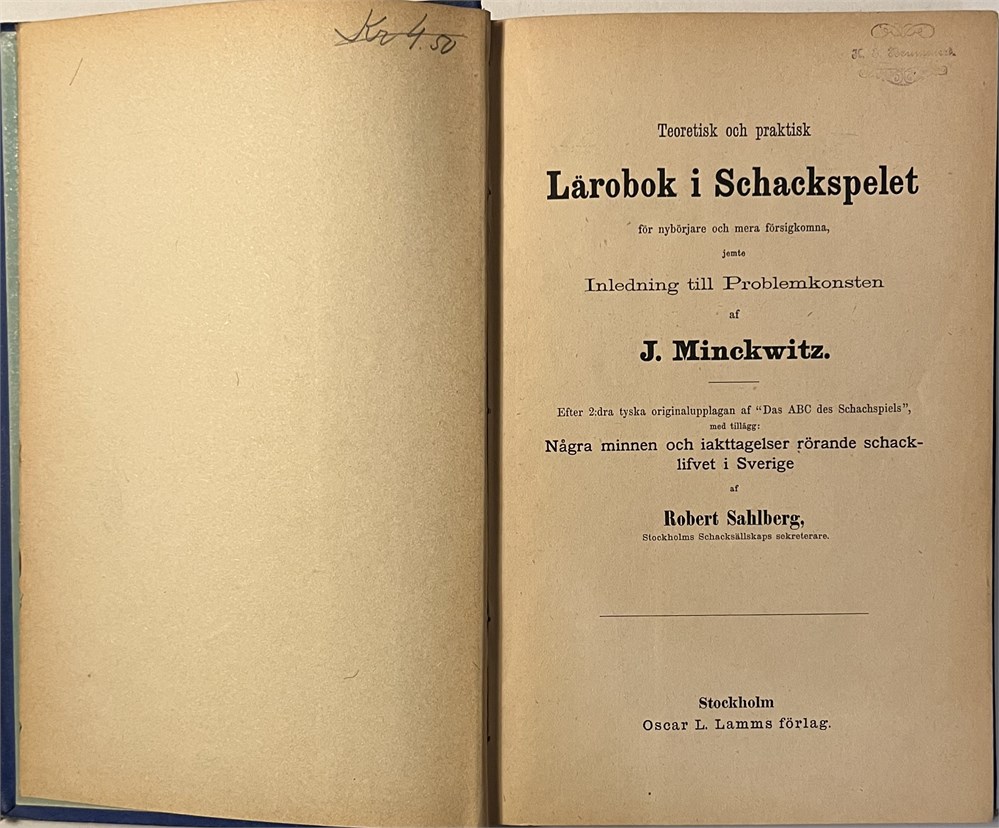 Kr 4.50
Teoretisk och praktisk
Lärobok i Schackspelet
för nybörjare och mera försigkomna,
jemte
Inledning till Problemkonsten
af
J. Minckwitz.
Efter 2:dra tyska originalupplagan af "Das ABC des Schachspiels",
med tillägg:
Några minnen och iakttagelser rörande schack-
lifvet i Sverige
af
Robert Sahlberg,
Stockholms Schacksällskaps sekreterare.
Stockholm
Oscar L. Lamms förlag.